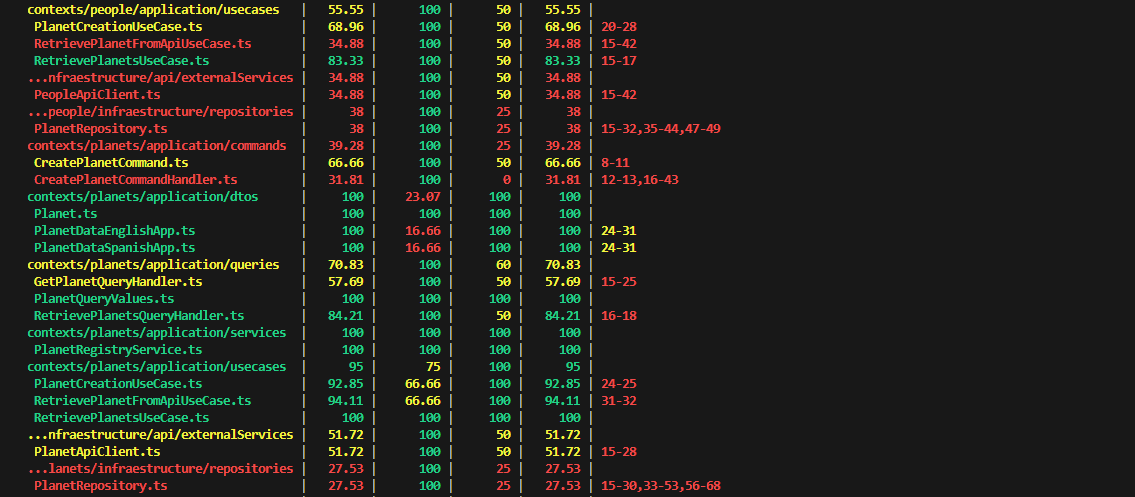 contexts/people/application/usecases | 55.55 | 100 | 50 | 55.55 |
PlanetCreationUseCase.ts | 68.96 | 100 | 50 | 68.96 | 20-28
RetrievePlanetFromApiUseCase.ts | 34.88 | 100 | 50 | 34.88 | 15-42
RetrievePlanetsUseCase.ts | 83.33 | 100 | 50 | 83.33 | 15-17
...nfraestructure/api/externalServices | 34.88 | 100 | 50 | 34.88 |
PeopleApiClient.ts | 34.88 | 100 | 50 | 34.88 | 15-42
...people/infraestructure/repositories | 38 | 100 | 25 | 38 |
PlanetRepository.ts | 38 | 100 | 25 | 38 | 15-32,35-44,47-49
contexts/planets/application/commands | 39.28 | 100 | 25 | 39.28 |
CreatePlanetCommand.ts | 66.66 | 100 | 50 | 66.66 | 8-11
CreatePlanetCommandHandler.ts | 31.81 | 100 | 0 | 31.81 | 12-13,16-43
contexts/planets/application/dtos | 100 | 23.07 | 100 | 100 |
Planet.ts | 100 | 100 | 100 | 100 |
PlanetDataEnglishApp.ts | 100 | 16.66 | 100 | 100 | 24-31
PlanetDataSpanishApp.ts | 100 | 16.66 | 100 | 100 | 24-31
contexts/planets/application/queries | 70.83 | 100 | 60 | 70.83 |
GetPlanetQueryHandler.ts | 57.69 | 100 | 50 | 57.69 | 15-25
PlanetQueryValues.ts | 100 | 100 | 100 | 100 |
RetrievePlanetsQueryHandler.ts | 84.21 | 100 | 50 | 84.21 | 16-18
contexts/planets/application/services | 100 | 100 | 100 | 100 |
PlanetRegistryService.ts | 100 | 100 | 100 | 100 |
contexts/planets/application/usecases | 95 | 75 | 100 | 95 |
PlanetCreationUseCase.ts | 92.85 | 66.66 | 100 | 92.85 | 24-25
RetrievePlanetFromApiUseCase.ts | 94.11 | 66.66 | 100 | 94.11 | 31-32
RetrievePlanetsUseCase.ts | 100 | 100 | 100 | 100 |
...nfraestructure/api/externalServices | 51.72 | 100 | 50 | 51.72 |
PlanetApiClient.ts | 51.72 | 100 | 50 | 51.72 | 15-28
...lanets/infraestructure/repositories | 27.53 | 100 | 25 | 27.53 |
PlanetRepository.ts | 27.53 | 100 | 25 | 27.53 | 15-30,33-53,56-68